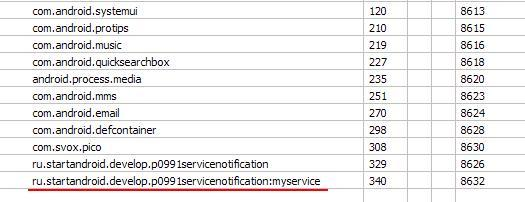 com.android.systemui 120 8613
com.android.protips 210 8615
com.android.music 219 8616
com.android.quicksearchbox 227 8618
android.process.media 235 8620
com.android.mms 251 8623
com.android.email 270 8624
com.android.defcontainer 298 8628
com.svox.pico 308 8630
ru.startandroid.develop.p0991servicenotification 329 8626
ru.startandroid.develop.p0991servicenotification:myservice 340 8632